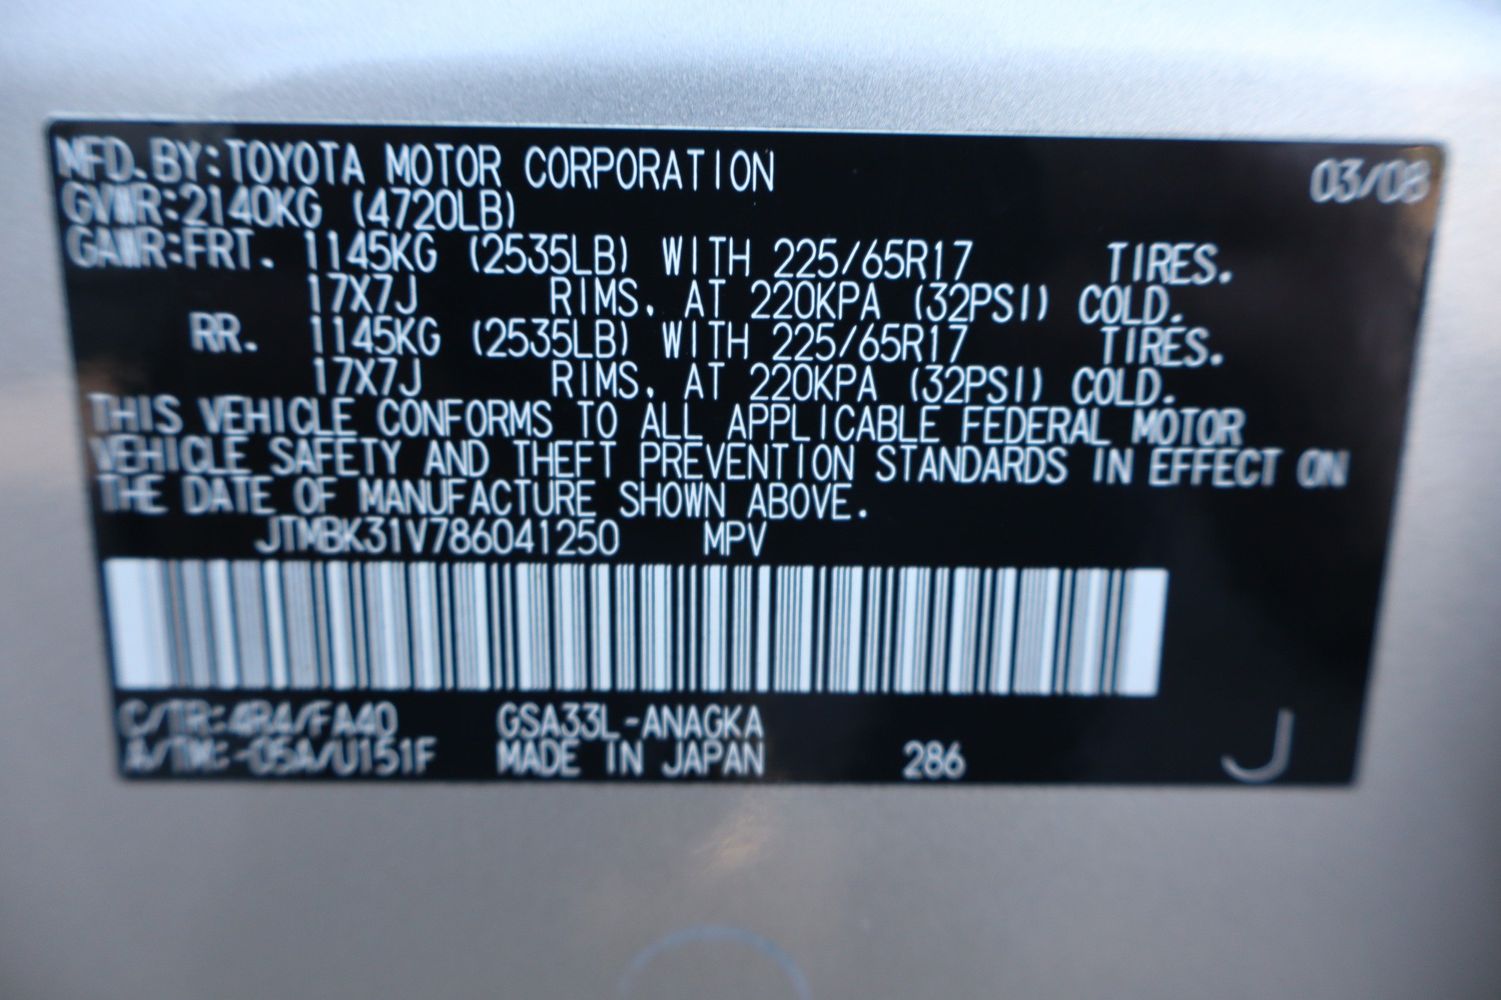 MFD.BY:TOYOTA MOTOR CORPORATION 03/08
GVWR:2140KG (4720LB)
GAWR:FRT. 1145KG (2535LB) WITH 225/65R17 TIRES.
17X7J RIMS. AT 220KPA (32PSI) COLD.
RR. 1145KG (2535LB) WITH 225/65R17 TIRES.
17X7J RIMS. AT 220KPA (32PSI) COLD.
THIS VEHICLE CONFORMS TO ALL APPLICABLE FEDERAL MOTOR
VEHICLE SAFETY AND THEFT PREVENTION STANDARDS IN EFFECT ON
THE DATE OF MANUFACTURE SHOWN ABOVE.
JTMBK31V786041250 MPV
C/TR:4R4/FA40 GSA33L-ANAGKA
A/TM:-05A/U151F MADE IN JAPAN 286 J